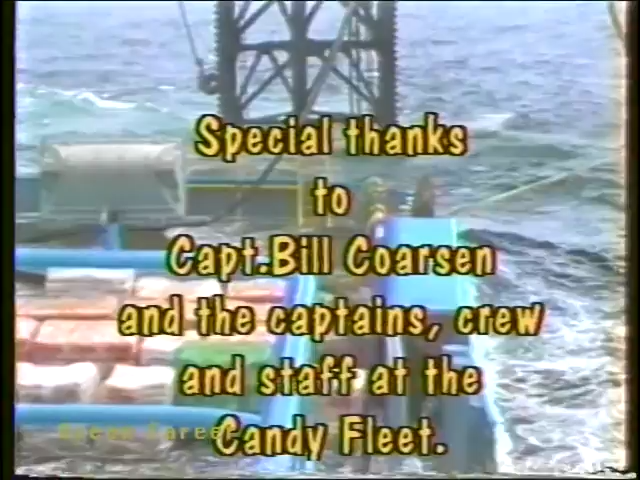 Special thanks
to
Capt.Bill Coarsen
and the captains, crew
and staff at the
Candy Fleet.